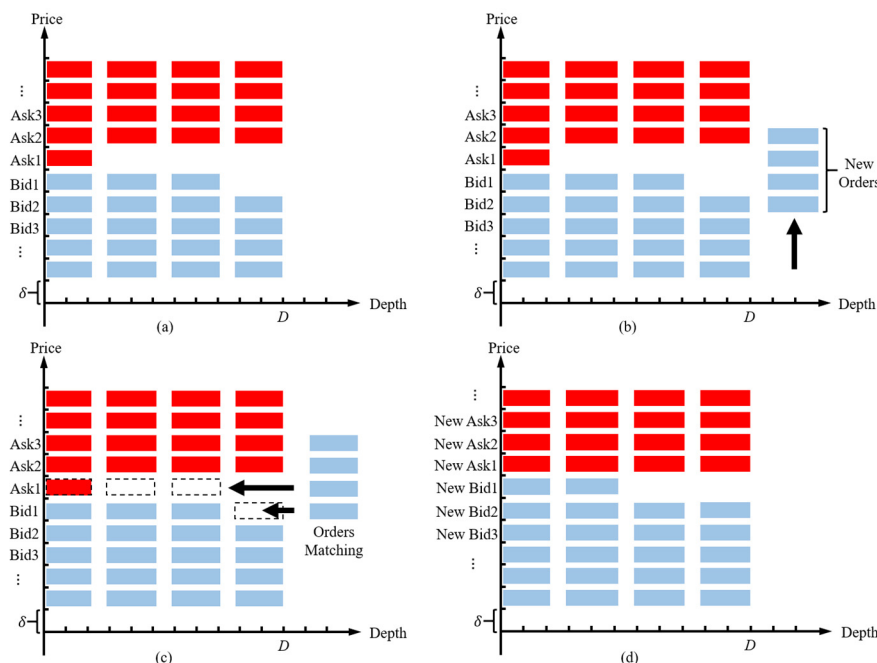 Price
⋮
Ask3
Ask2
Ask1
Bid1
Bid2
Bid3
⋮
δ
Depth
D
(a)
Price
⋮
Ask3
Ask2
Ask1
Bid1
Bid2
Bid3
⋮
δ
New
Orders
Depth
D
(b)
Price
⋮
Ask3
Ask2
Ask1
Bid1
Bid2
Bid3
⋮
δ
Orders
Matching
Depth
D
(c)
Price
⋮
New Ask3
New Ask2
New Ask1
New Bid1
New Bid2
New Bid3
⋮
δ
Depth
D
(d)